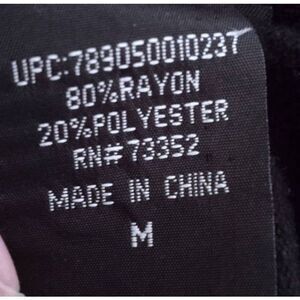 UPC:789050010237
80%RAYON
20%POLYESTER
RN#73352
MADE IN CHINA
M